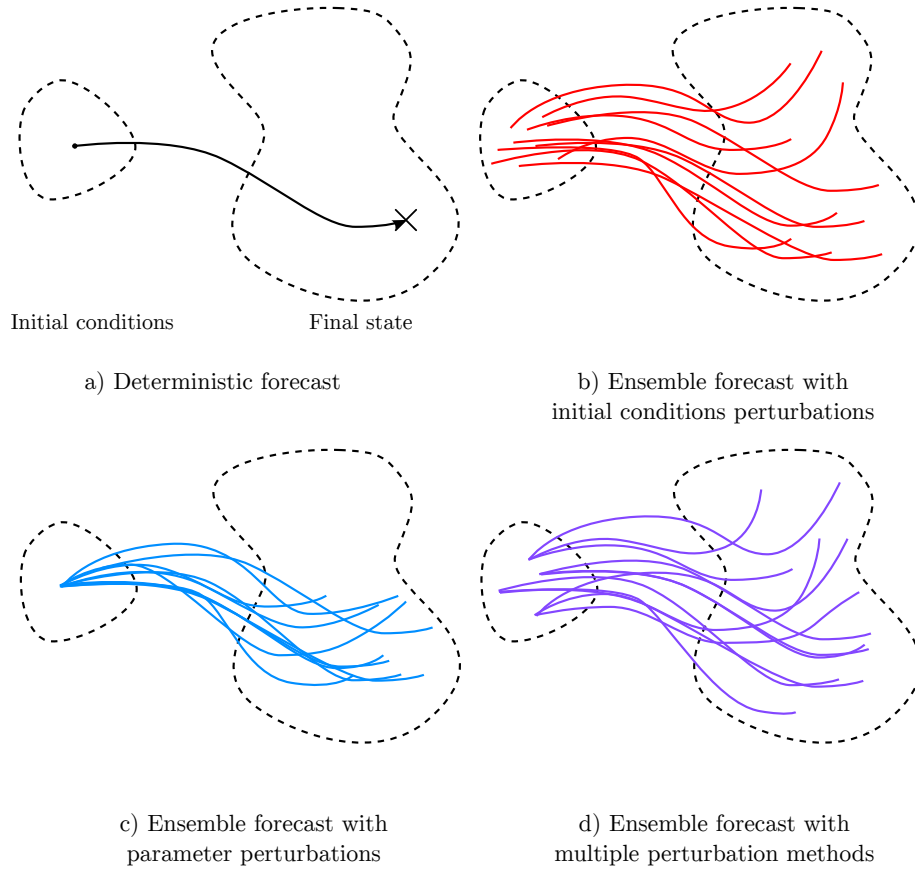 Initial conditions
Final state
a) Deterministic forecast
b) Ensemble forecast with
initial conditions perturbations
c) Ensemble forecast with
parameter perturbations
d) Ensemble forecast with
multiple perturbation methods